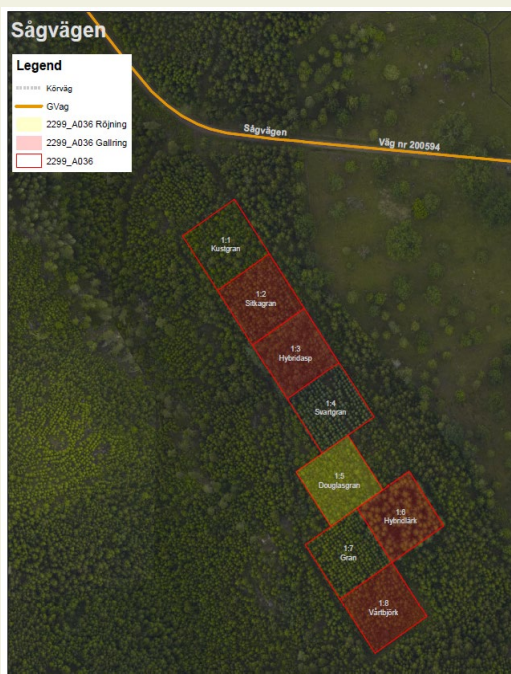 Sågvägen
Legend
Körväg
GVag
2299_A036 Röjning
2299_A036 Gallring
2299_A036
Sågvägen
Väg nr 200594
1:1
Kustgran
1:2
Sitkagran
1:3
Hybridasp
1:4
Svartgran
1:5
Douglasgran
1:6
Hybridlärk
1:7
Gran
1:8
Vårtbjörk